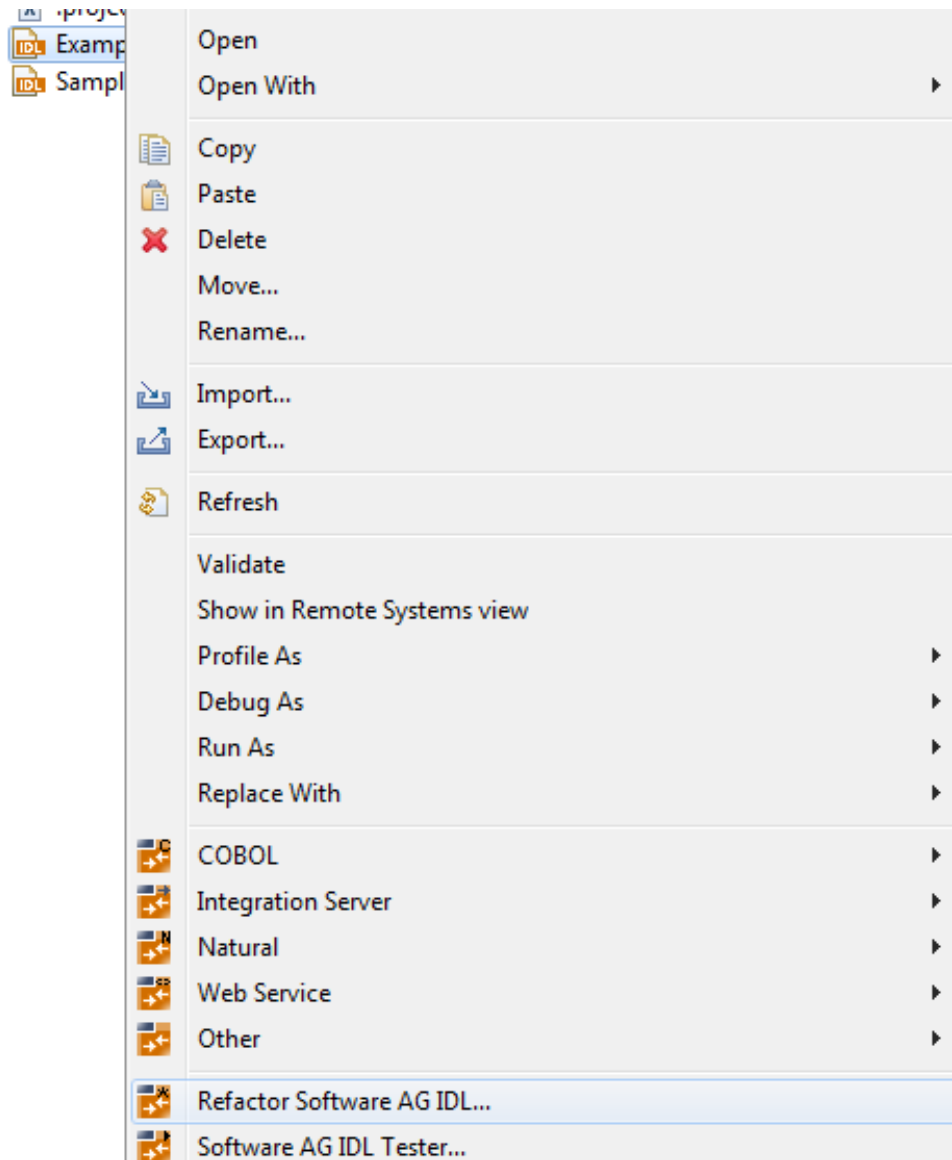 Examp
Sampl
Open
Open With
Copy
Paste
Delete
Move...
Rename...
Import...
Export...
Refresh
Validate
Show in Remote Systems view
Profile As
Debug As
Run As
Replace With
COBOL
Integration Server
Natural
Web Service
Other
Refactor Software AG IDL...
Software AG IDL Tester...